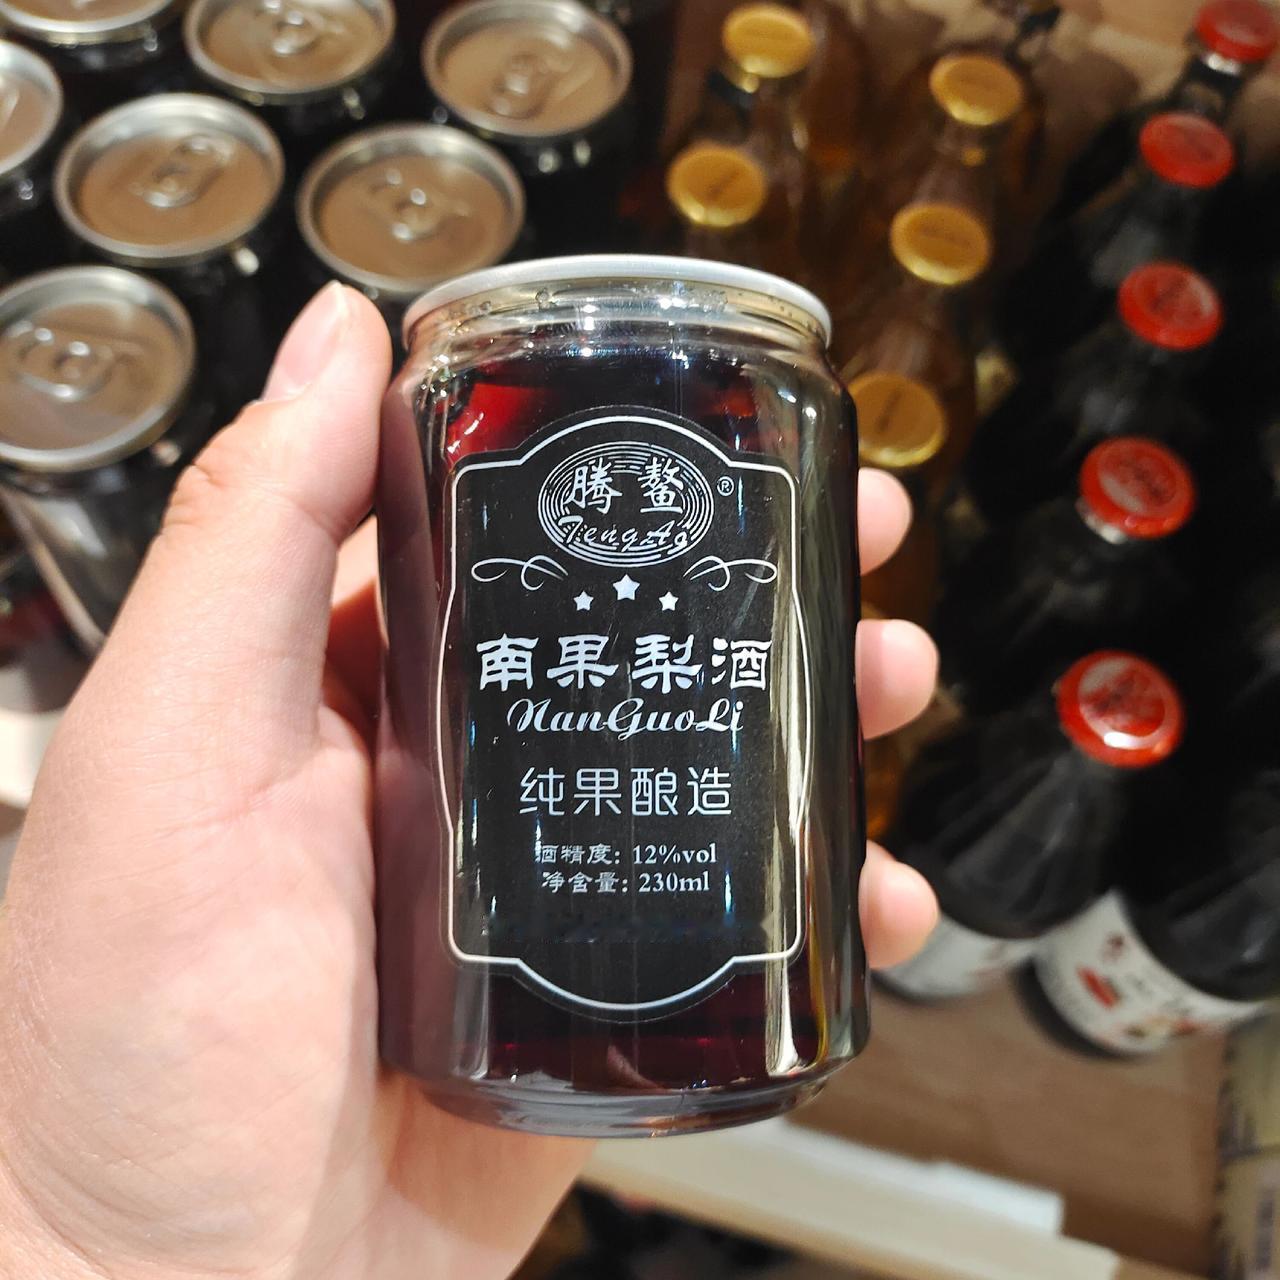 腾鳌®
TengAo
南果梨酒
NanGuoLi
纯果酿造
酒精度: 12%vol
净含量: 230ml